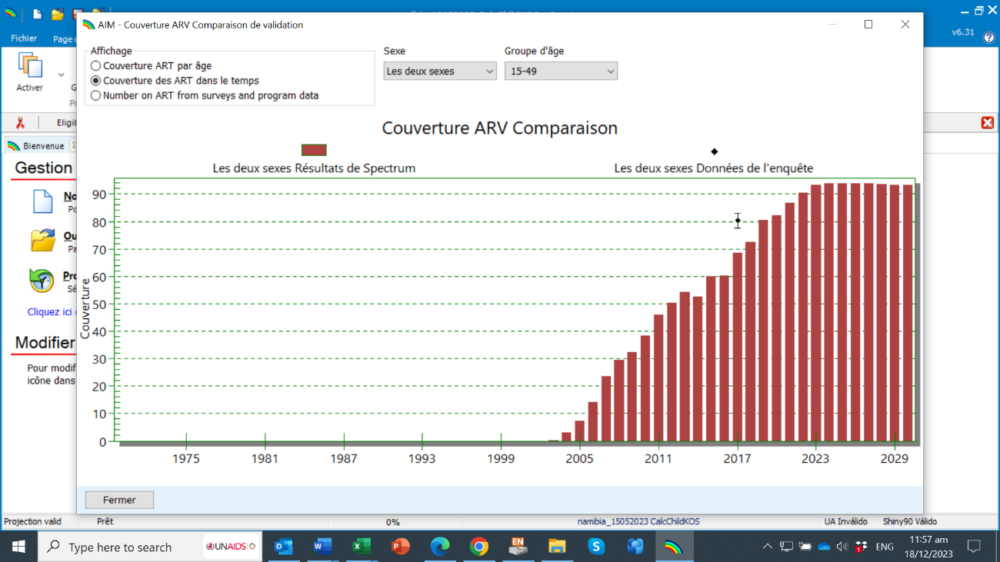 AIM - Couverture ARV Comparaison de validation
Fichier
v6.31
Affichage
Couverture ART par âge
Couverture des ART dans le temps
Number on ART from surveys and program data
Sexe
Les deux sexes
Groupe d'âge
15-49
Activer
Bienvenue
Gestion
Modifier
Pour modif
icône dans
Cliquez ici
Couverture ARV Comparaison
Les deux sexes Résultats de Spectrum
Les deux sexes Données de l'enquête
Couverture
90
80
70
60
50
40
30
20
10
0
1975 1981 1987 1993 1999 2005 2011 2017 2023 2029
Fermer
Projection valid Prêt 0% namibia_15052023 CalcChildKOS UA Inválido Shiny90 Válido
Type here to search
UNAIDS
EN
ENG
11:57 am
18/12/2023